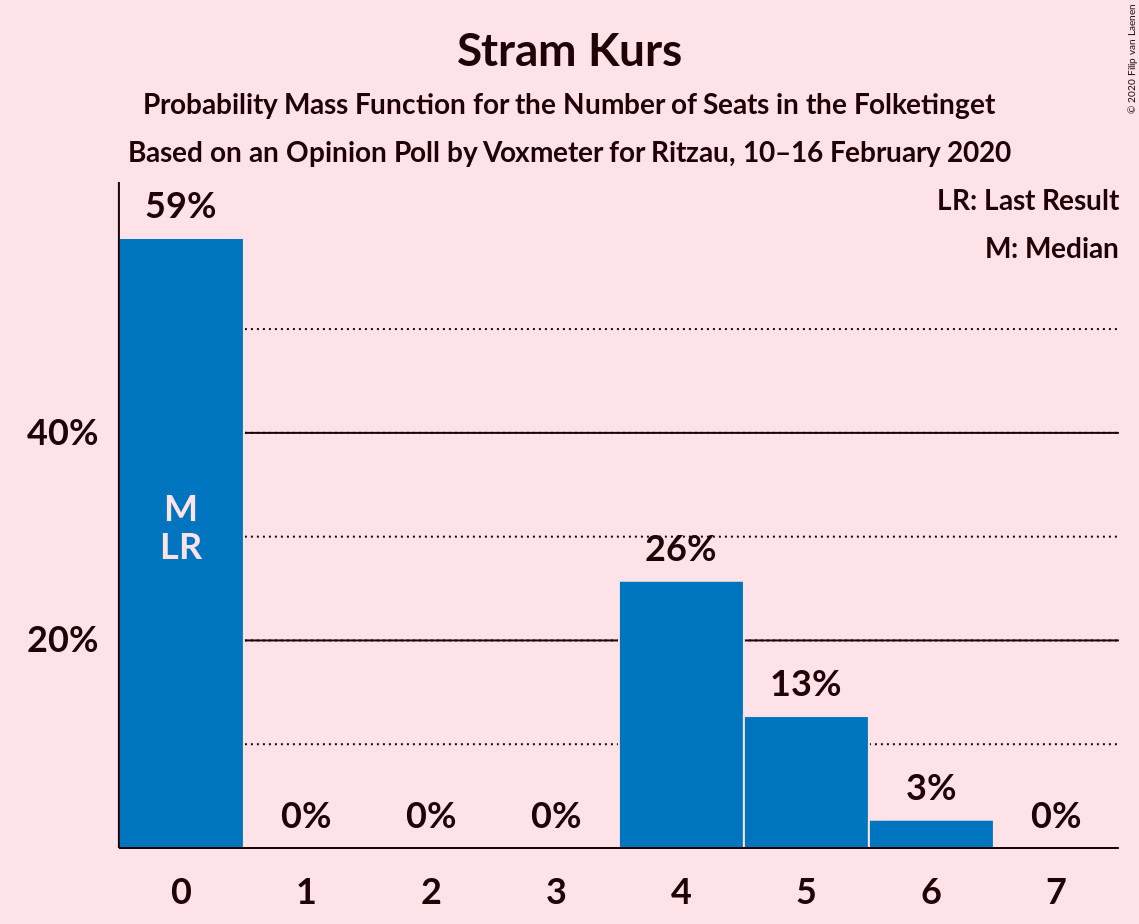 Stram Kurs
Probability Mass Function for the Number of Seats in the Folketinget
Based on an Opinion Poll by Voxmeter for Ritzau, 10–16 February 2020
© 2020 Filip van Laenen
LR: Last Result
M: Median
59%
40%
M
LR
26%
20%
13%
3%
0% 0% 0% 0%
0 1 2 3 4 5 6 7